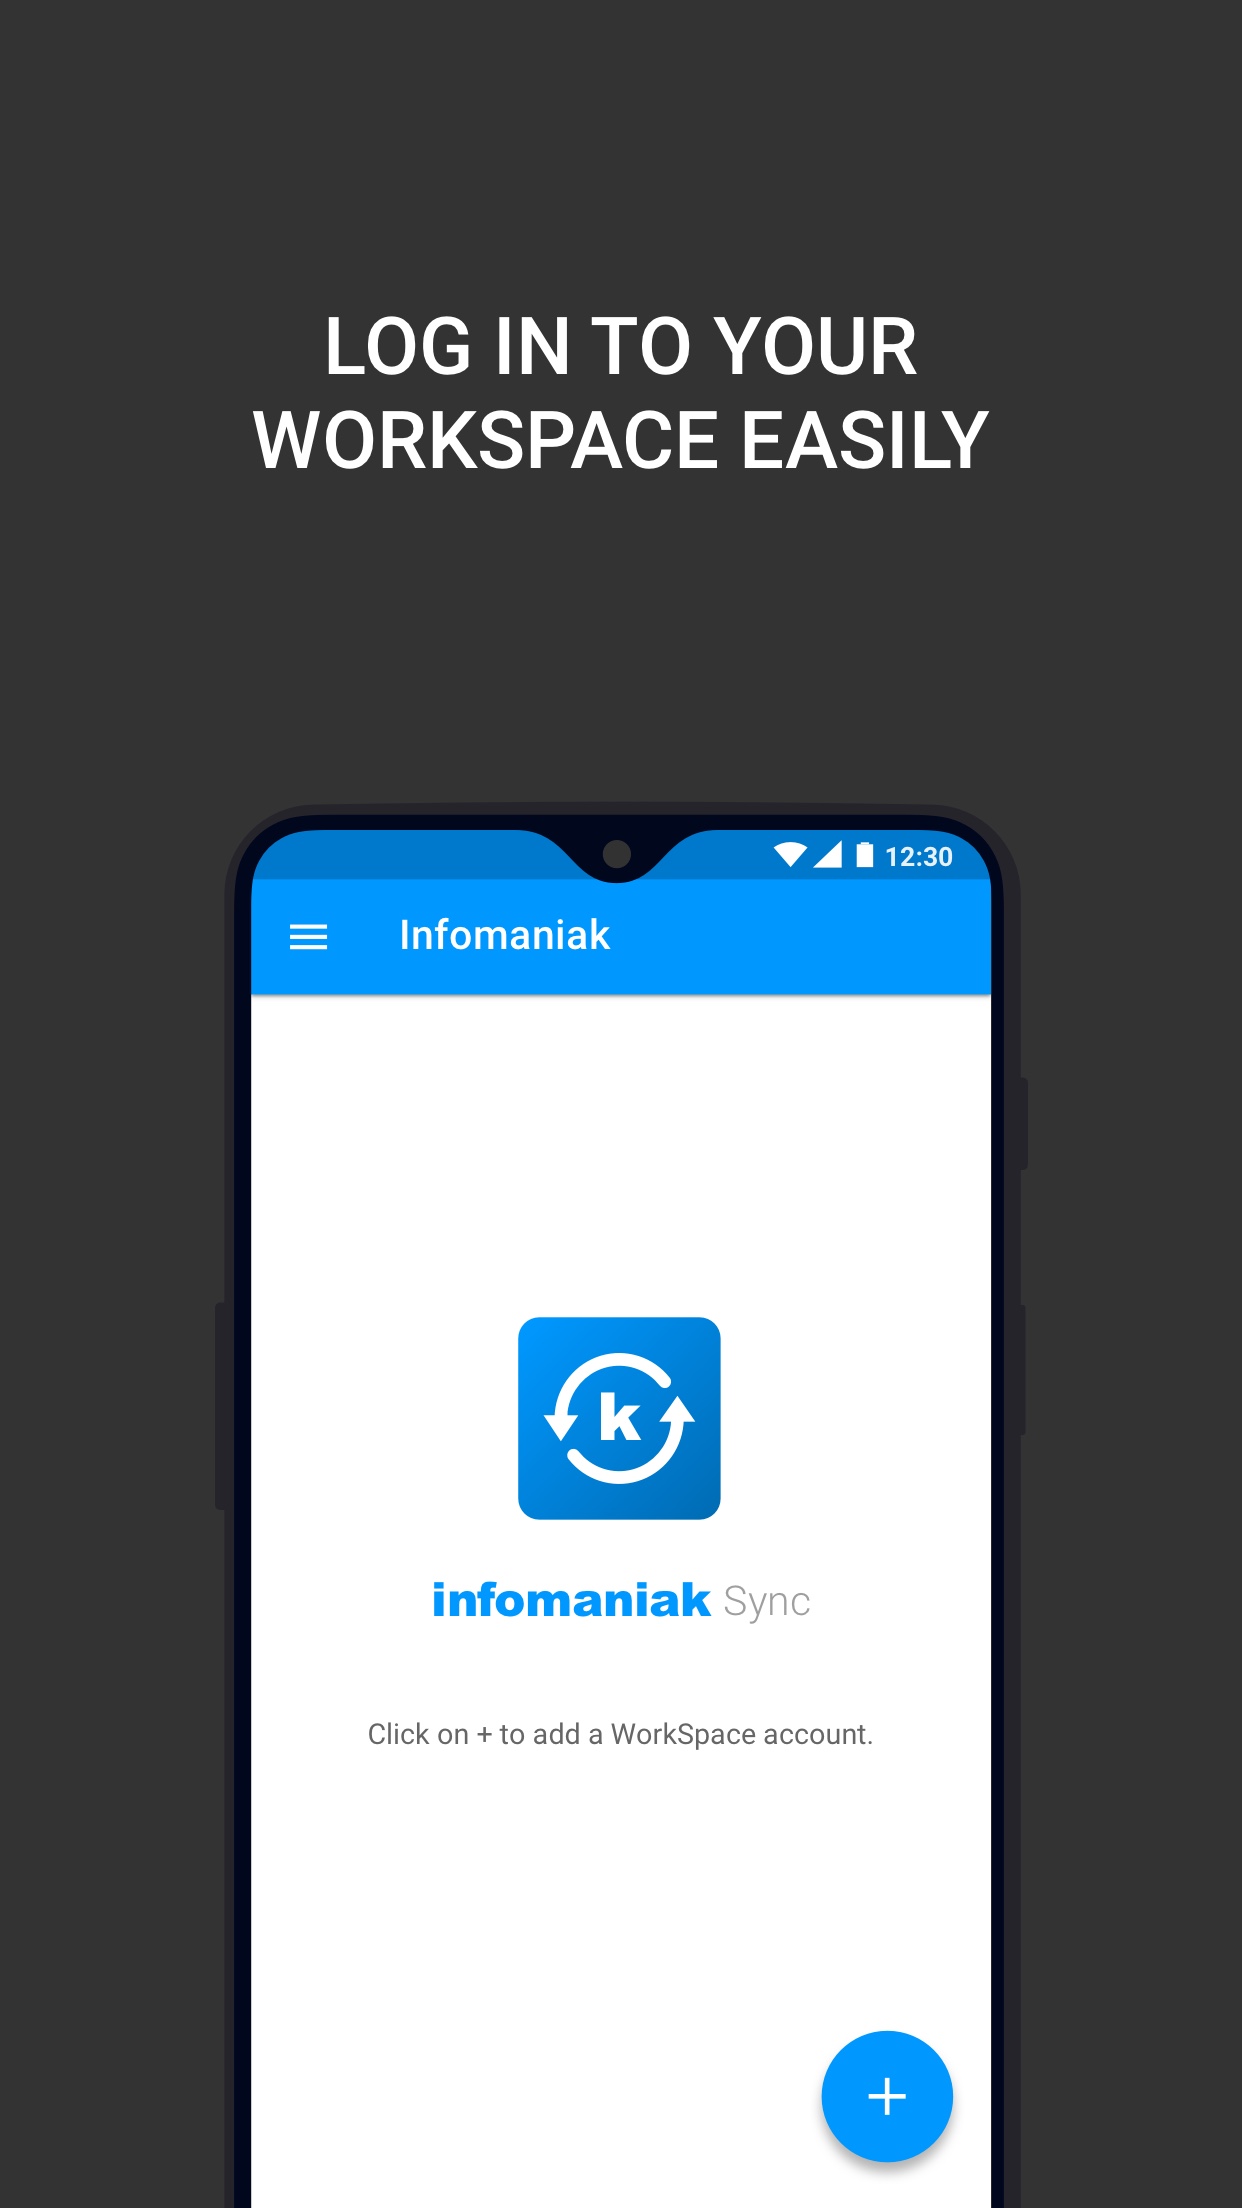 LOG IN TO YOUR
WORKSPACE EASILY
12:30
Infomaniak
k
infomaniak Sync
Click on + to add a WorkSpace account.
+